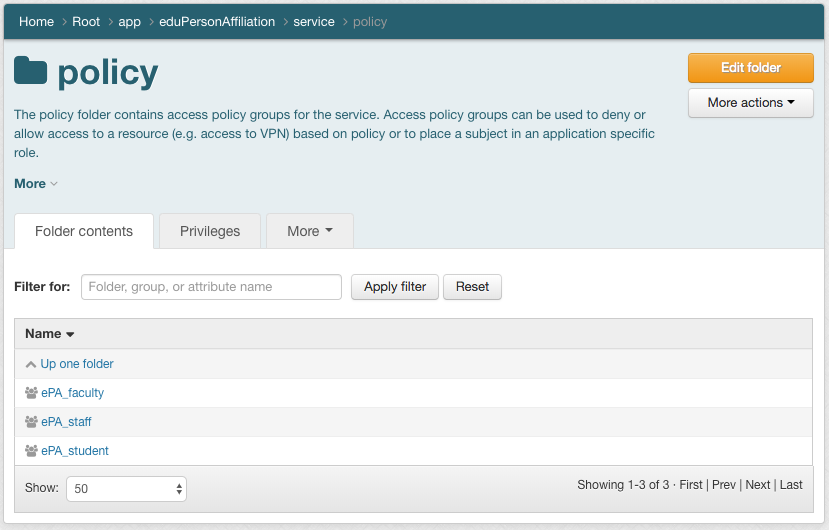 Home > Root > app > eduPersonAffiliation > service > policy
policy
Edit folder
More actions
The policy folder contains access policy groups for the service. Access policy groups can be used to deny or
allow access to a resource (e.g. access to VPN) based on policy or to place a subject in an application specific
role.
More
Folder contents Privileges More
Filter for: Folder, group, or attribute name Apply filter Reset
Name
Up one folder
ePA_faculty
ePA_staff
ePA_student
Show: 50 Showing 1-3 of 3 · First | Prev | Next | Last